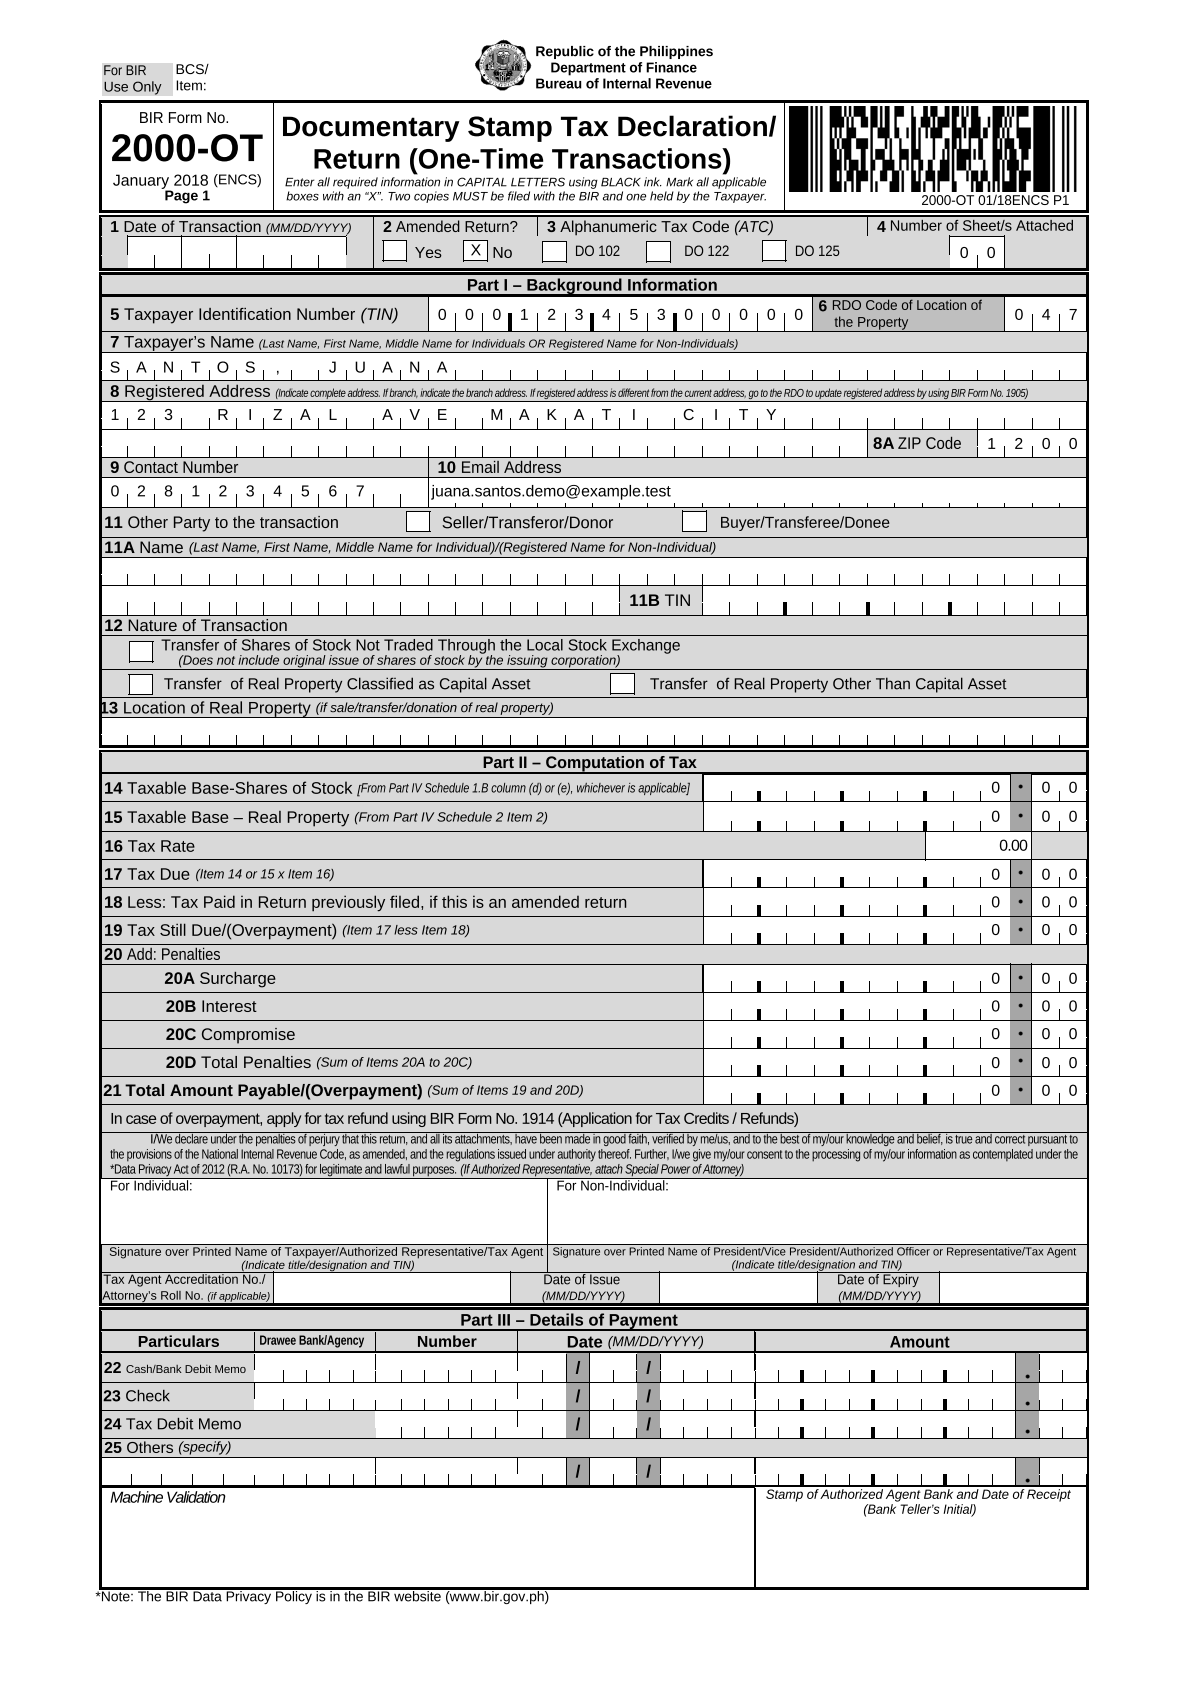 Republic of the Philippines
Department of Finance
Bureau of Internal Revenue
For BIR Use Only
BCS/ Item:
BIR Form No.
2000-OT
January 2018 (ENCS)
Page 1
Documentary Stamp Tax Declaration/
Return (One-Time Transactions)
Enter all required information in CAPITAL LETTERS using BLACK ink. Mark all applicable
boxes with an “X”. Two copies MUST be filed with the BIR and one held by the Taxpayer.
2000-OT 01/18ENCS P1
1 Date of Transaction (MM/DD/YYYY)
2 Amended Return?
Yes X No
3 Alphanumeric Tax Code (ATC)
DO 102 DO 122 DO 125
4 Number of Sheet/s Attached
0 0
Part I – Background Information
5 Taxpayer Identification Number (TIN) 0 0 0 1 2 3 4 5 3 0 0 0 0 0
6 RDO Code of Location of the Property 0 4 7
7 Taxpayer’s Name (Last Name, First Name, Middle Name for Individuals OR Registered Name for Non-Individuals)
S A N T O S , J U A N A
8 Registered Address (Indicate complete address. If branch, indicate the branch address. If registered address is different from the current address, go to the RDO to update registered address by using BIR Form No. 1905)
1 2 3 R I Z A L A V E M A K A T I C I T Y
8A ZIP Code 1 2 0 0
9 Contact Number 10 Email Address
0 2 8 1 2 3 4 5 6 7 juana.santos.demo@example.test
11 Other Party to the transaction Seller/Transferor/Donor Buyer/Transferee/Donee
11A Name (Last Name, First Name, Middle Name for Individual)/(Registered Name for Non-Individual)
11B TIN
12 Nature of Transaction
Transfer of Shares of Stock Not Traded Through the Local Stock Exchange
(Does not include original issue of shares of stock by the issuing corporation)
Transfer of Real Property Classified as Capital Asset Transfer of Real Property Other Than Capital Asset
13 Location of Real Property (if sale/transfer/donation of real property)
Part II – Computation of Tax
14 Taxable Base-Shares of Stock [From Part IV Schedule 1.B column (d) or (e), whichever is applicable] 0 • 0 0
15 Taxable Base – Real Property (From Part IV Schedule 2 Item 2) 0 • 0 0
16 Tax Rate 0.00
17 Tax Due (Item 14 or 15 x Item 16) 0 • 0 0
18 Less: Tax Paid in Return previously filed, if this is an amended return 0 • 0 0
19 Tax Still Due/(Overpayment) (Item 17 less Item 18) 0 • 0 0
20 Add: Penalties
20A Surcharge 0 • 0 0
20B Interest 0 • 0 0
20C Compromise 0 • 0 0
20D Total Penalties (Sum of Items 20A to 20C) 0 • 0 0
21 Total Amount Payable/(Overpayment) (Sum of Items 19 and 20D) 0 • 0 0
In case of overpayment, apply for tax refund using BIR Form No. 1914 (Application for Tax Credits / Refunds)
I/We declare under the penalties of perjury that this return, and all its attachments, have been made in good faith, verified by me/us, and to the best of my/our knowledge and belief, is true and correct pursuant to
the provisions of the National Internal Revenue Code, as amended, and the regulations issued under authority thereof. Further, I/we give my/our consent to the processing of my/our information as contemplated under the
*Data Privacy Act of 2012 (R.A. No. 10173) for legitimate and lawful purposes. (If Authorized Representative, attach Special Power of Attorney)
For Individual: For Non-Individual:
Signature over Printed Name of Taxpayer/Authorized Representative/Tax Agent
(Indicate title/designation and TIN)
Signature over Printed Name of President/Vice President/Authorized Officer or Representative/Tax Agent
(Indicate title/designation and TIN)
Tax Agent Accreditation No./
Attorney’s Roll No. (if applicable)
Date of Issue
(MM/DD/YYYY)
Date of Expiry
(MM/DD/YYYY)
Part III – Details of Payment
Particulars Drawee Bank/Agency Number Date (MM/DD/YYYY) Amount
22 Cash/Bank Debit Memo / / .
23 Check / / .
24 Tax Debit Memo / / .
25 Others (specify)
/ / .
Machine Validation
Stamp of Authorized Agent Bank and Date of Receipt
(Bank Teller’s Initial)
*Note: The BIR Data Privacy Policy is in the BIR website (www.bir.gov.ph)